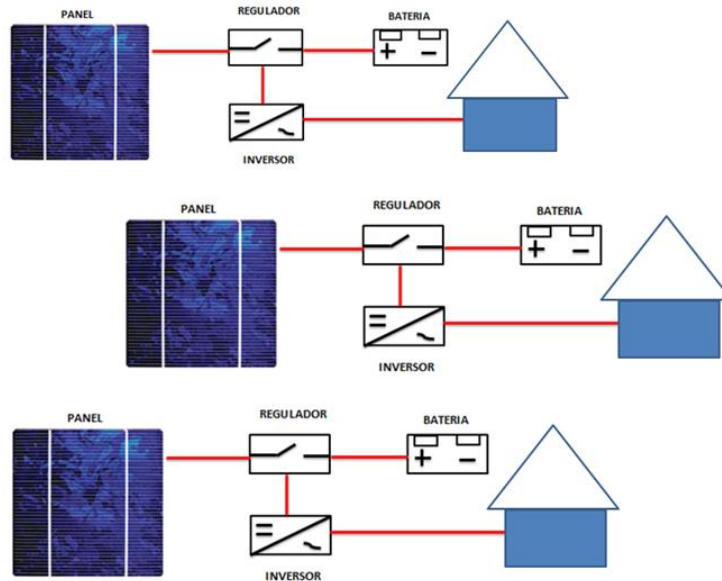 PANEL
REGULADOR
BATERIA
INVERSOR
PANEL
REGULADOR
BATERIA
INVERSOR
PANEL
REGULADOR
BATERIA
INVERSOR